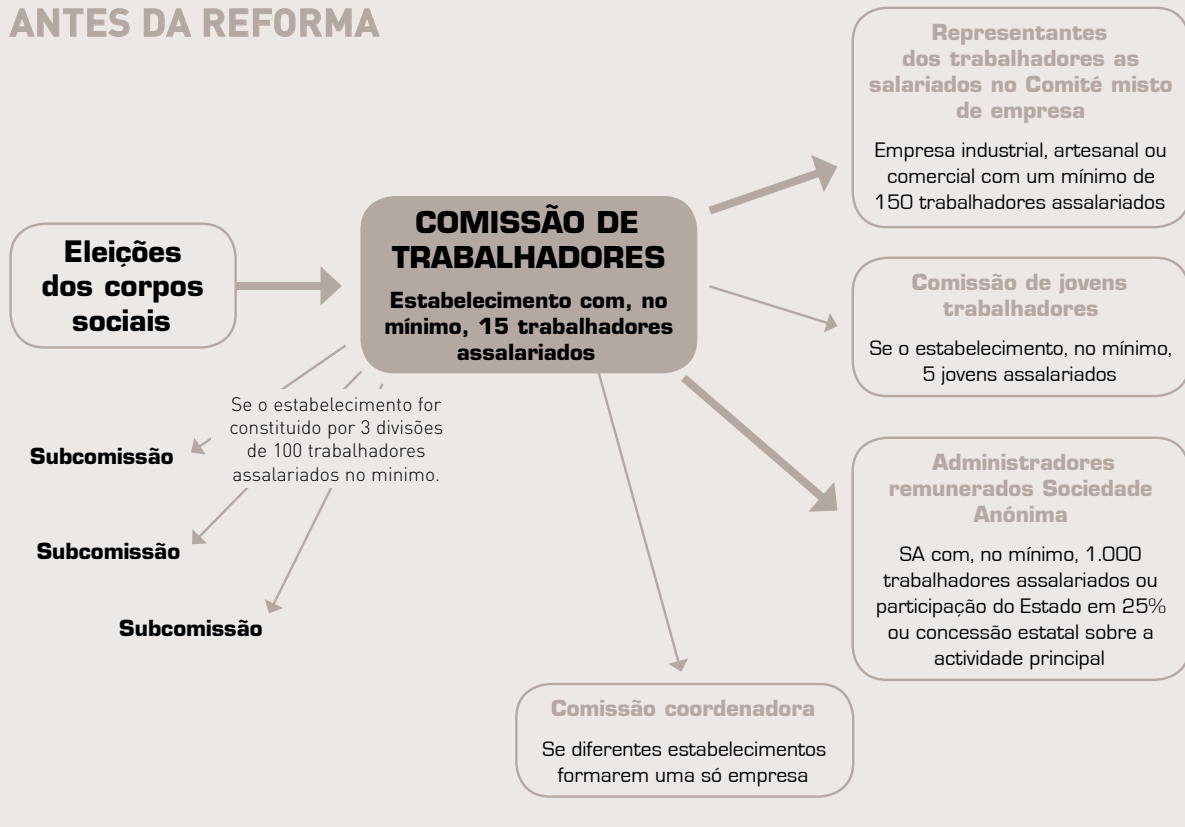 ANTES DA REFORMA
Representantes
dos trabalhadores as
salariados no Comité misto
de empresa
Empresa industrial, artesanal ou
comercial com um mínimo de
150 trabalhadores assalariados
Eleições
dos corpos
sociais
COMISSÃO DE
TRABALHADORES
Estabelecimento com, no
mínimo, 15 trabalhadores
assalariados
Comissão de jovens
trabalhadores
Se o estabelecimento, no mínimo,
5 jovens assalariados
Se o estabelecimento for
constituido por 3 divisões
de 100 trabalhadores
assalariados no minimo.
Subcomissão
Subcomissão
Subcomissão
Administradores
remunerados Sociedade
Anónima
SA com, no mínimo, 1.000
trabalhadores assalariados ou
participação do Estado em 25%
ou concessão estatal sobre a
actividade principal
Comissão coordenadora
Se diferentes estabelecimentos
formarem uma só empresa